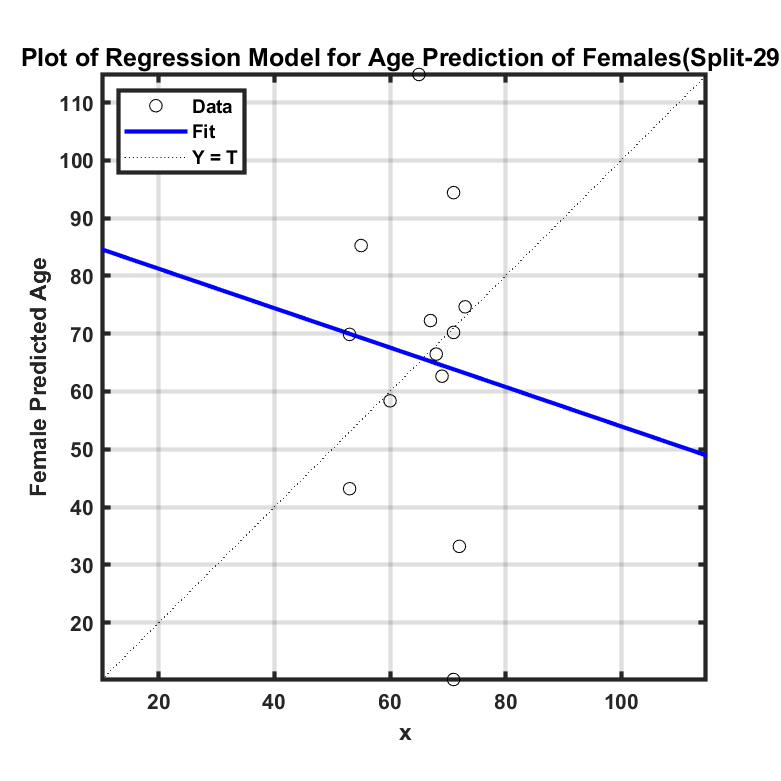 Plot of Regression Model for Age Prediction of Females(Split-29
Data
Fit
Y = T
110
100
90
80
70
60
50
40
30
20
Female Predicted Age
20 40 60 80 100
x